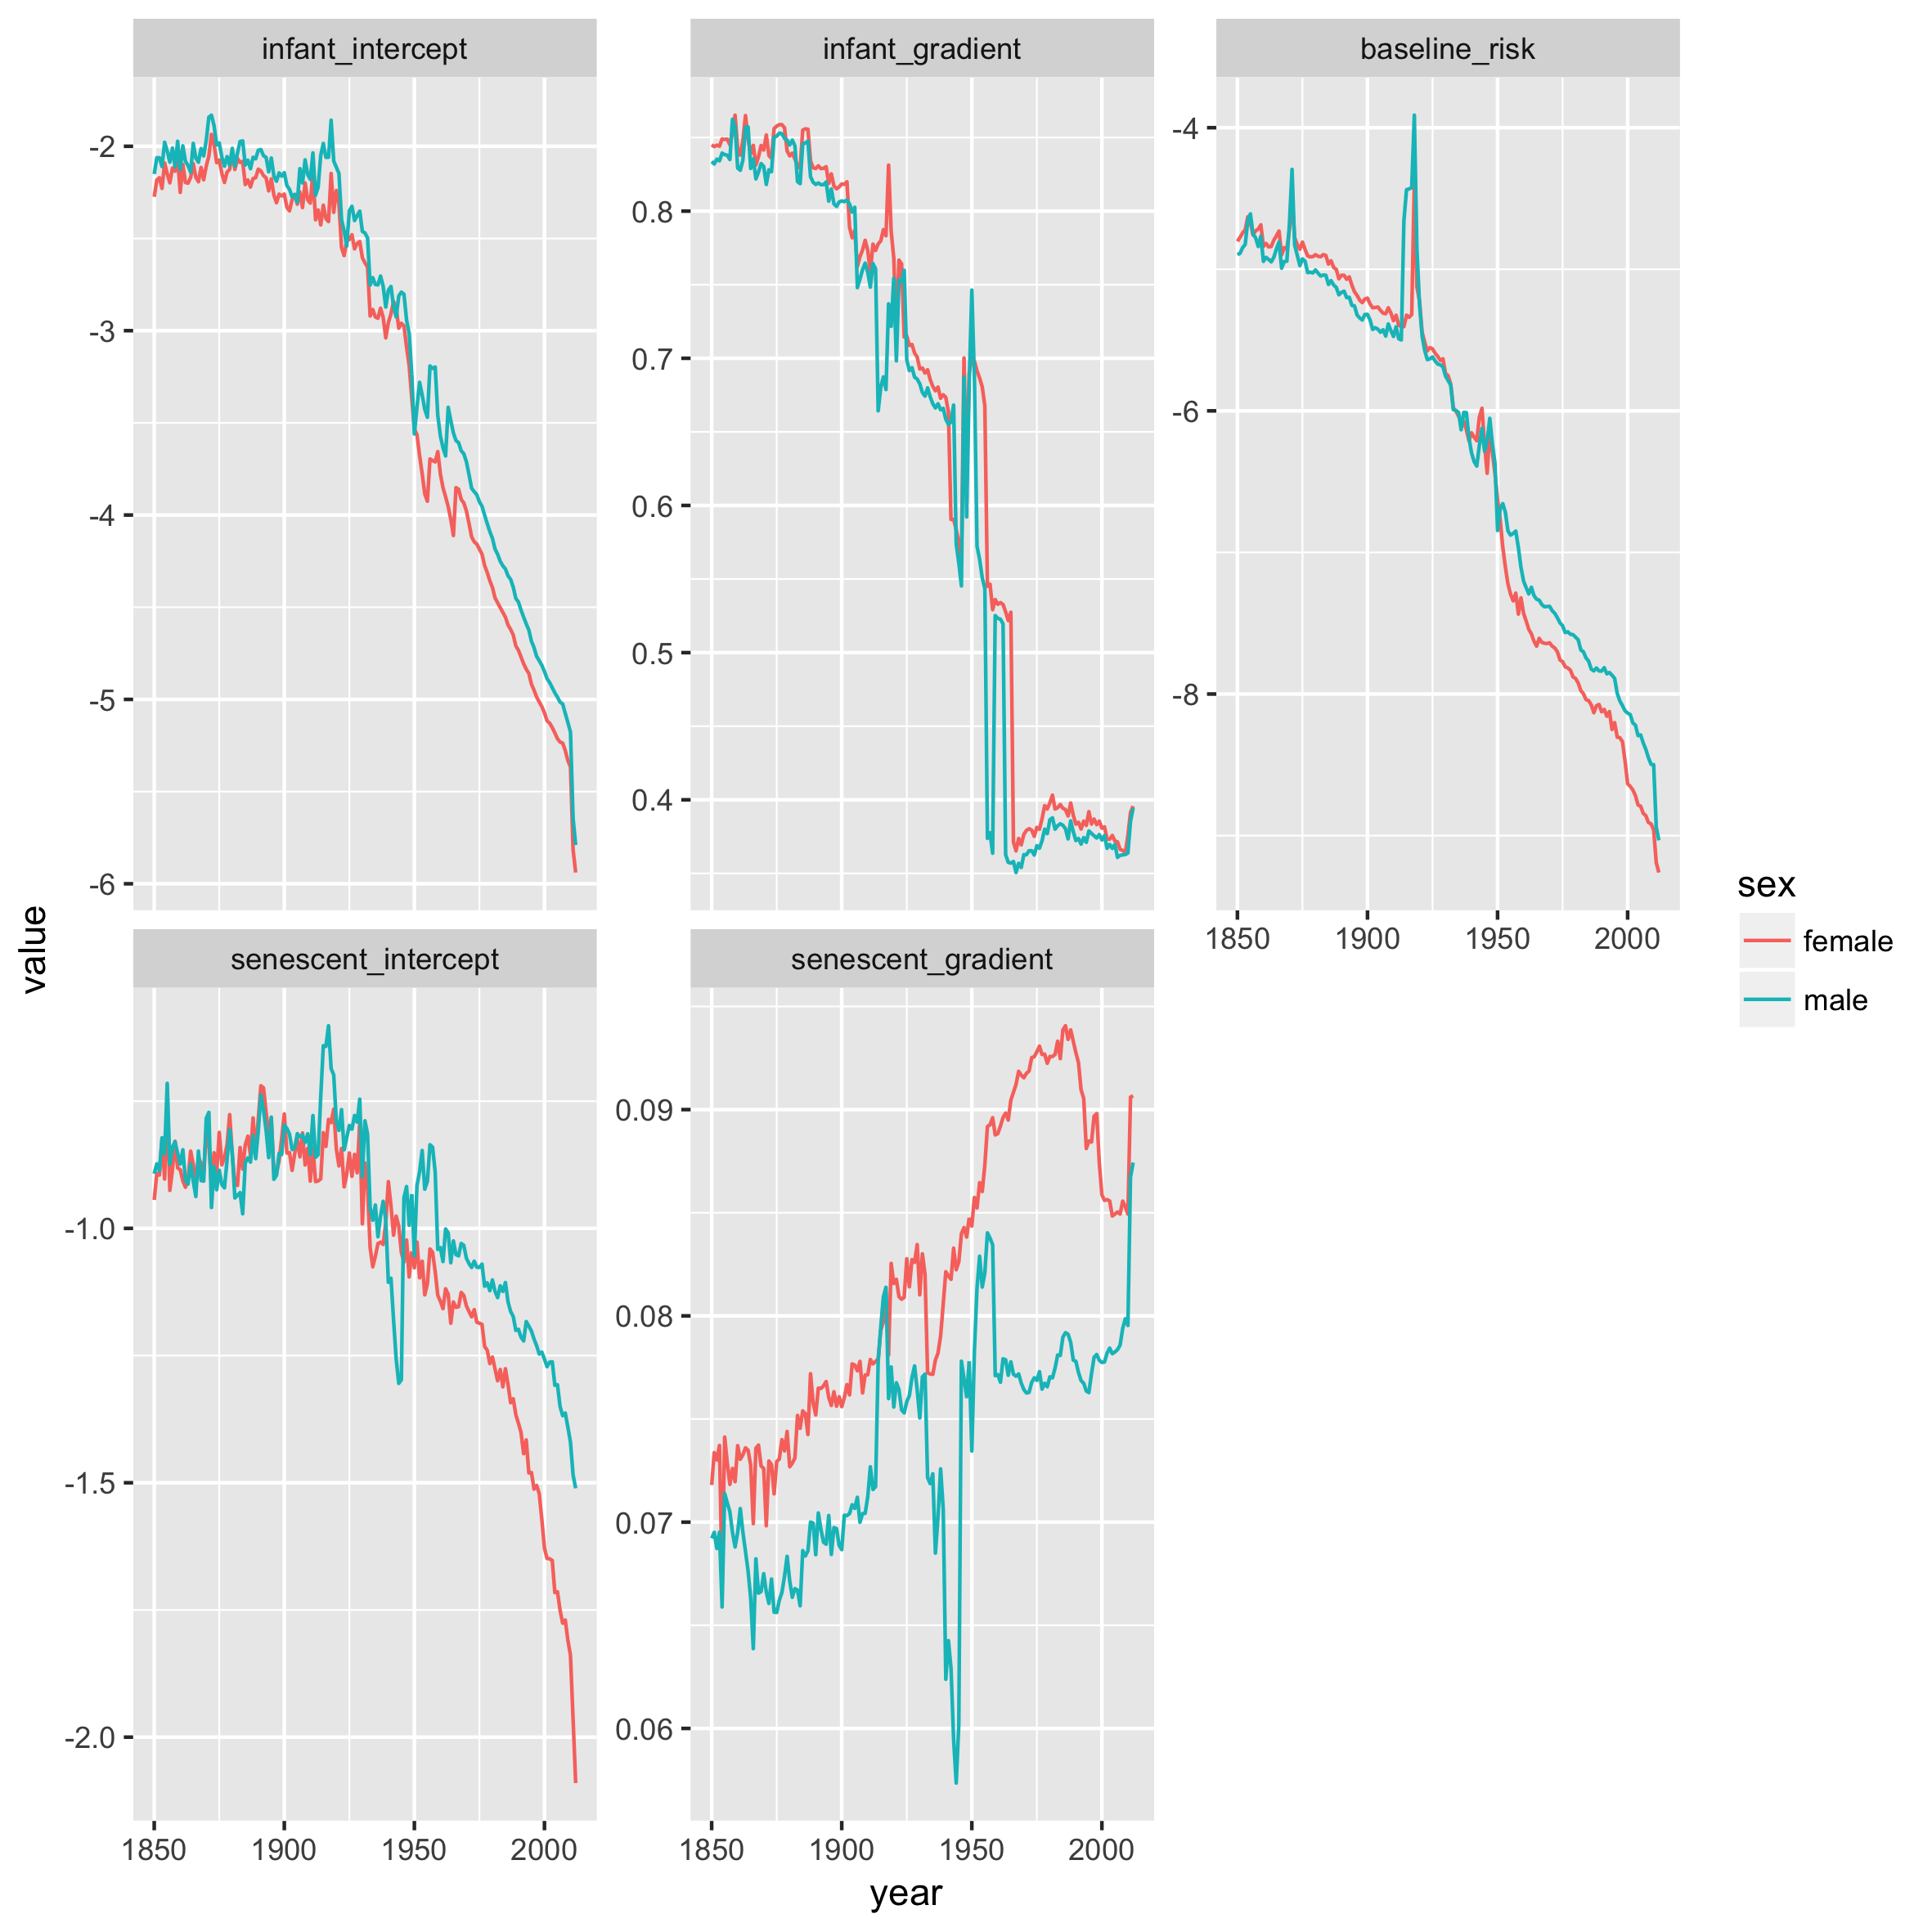 infant_intercept
infant_gradient
baseline_risk
-2
-3
-4
-5
-6
0.8
0.7
0.6
0.5
0.4
-4
-6
-8
1850 1900 1950 2000
senescent_intercept
senescent_gradient
-1.0
-1.5
-2.0
0.09
0.08
0.07
0.06
1850 1900 1950 2000
1850 1900 1950 2000
value
year
sex
female
male